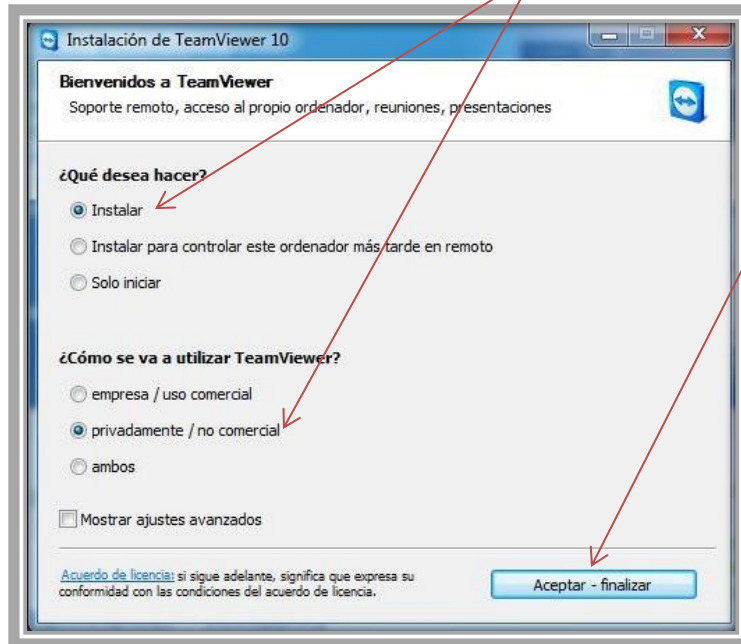 Instalación de TeamViewer 10
Bienvenidos a TeamViewer
Soporte remoto, acceso al propio ordenador, reuniones, presentaciones
¿Qué desea hacer?
Instalar
Instalar para controlar este ordenador más tarde en remoto
Solo iniciar
¿Cómo se va a utilizar TeamViewer?
empresa / uso comercial
privadamente / no comercial
ambos
Mostrar ajustes avanzados
Acuerdo de licencia: si sigue adelante, significa que expresa su
conformidad con las condiciones del acuerdo de licencia.
Aceptar - finalizar